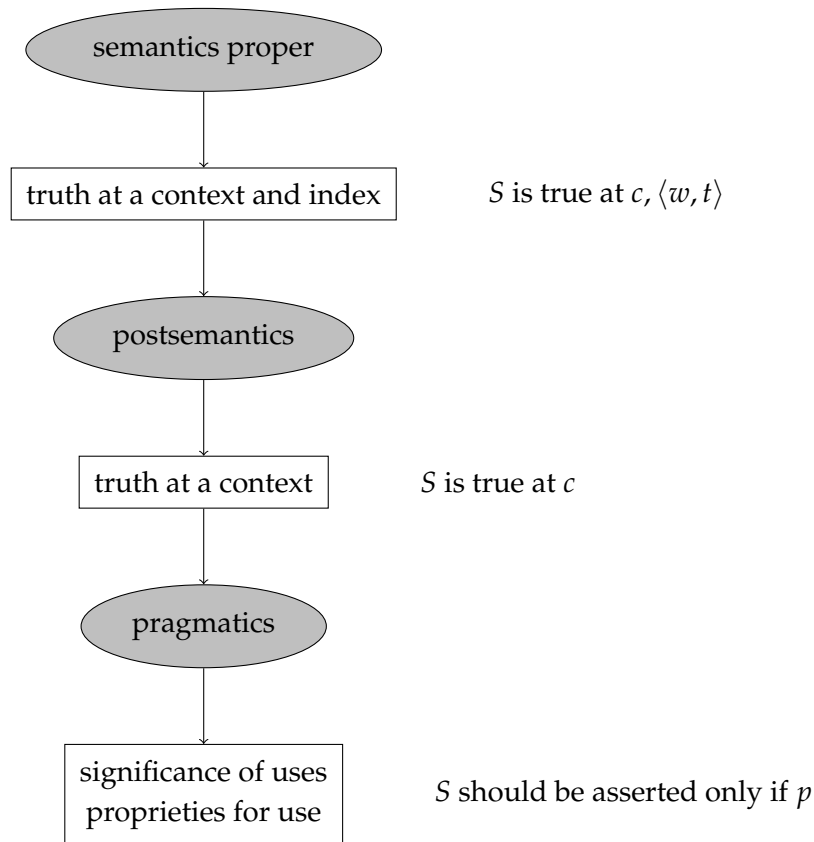 semantics proper
truth at a context and index
S is true at c, ⟨w, t⟩
postsemantics
truth at a context
S is true at c
pragmatics
significance of uses
proprieties for use
S should be asserted only if p